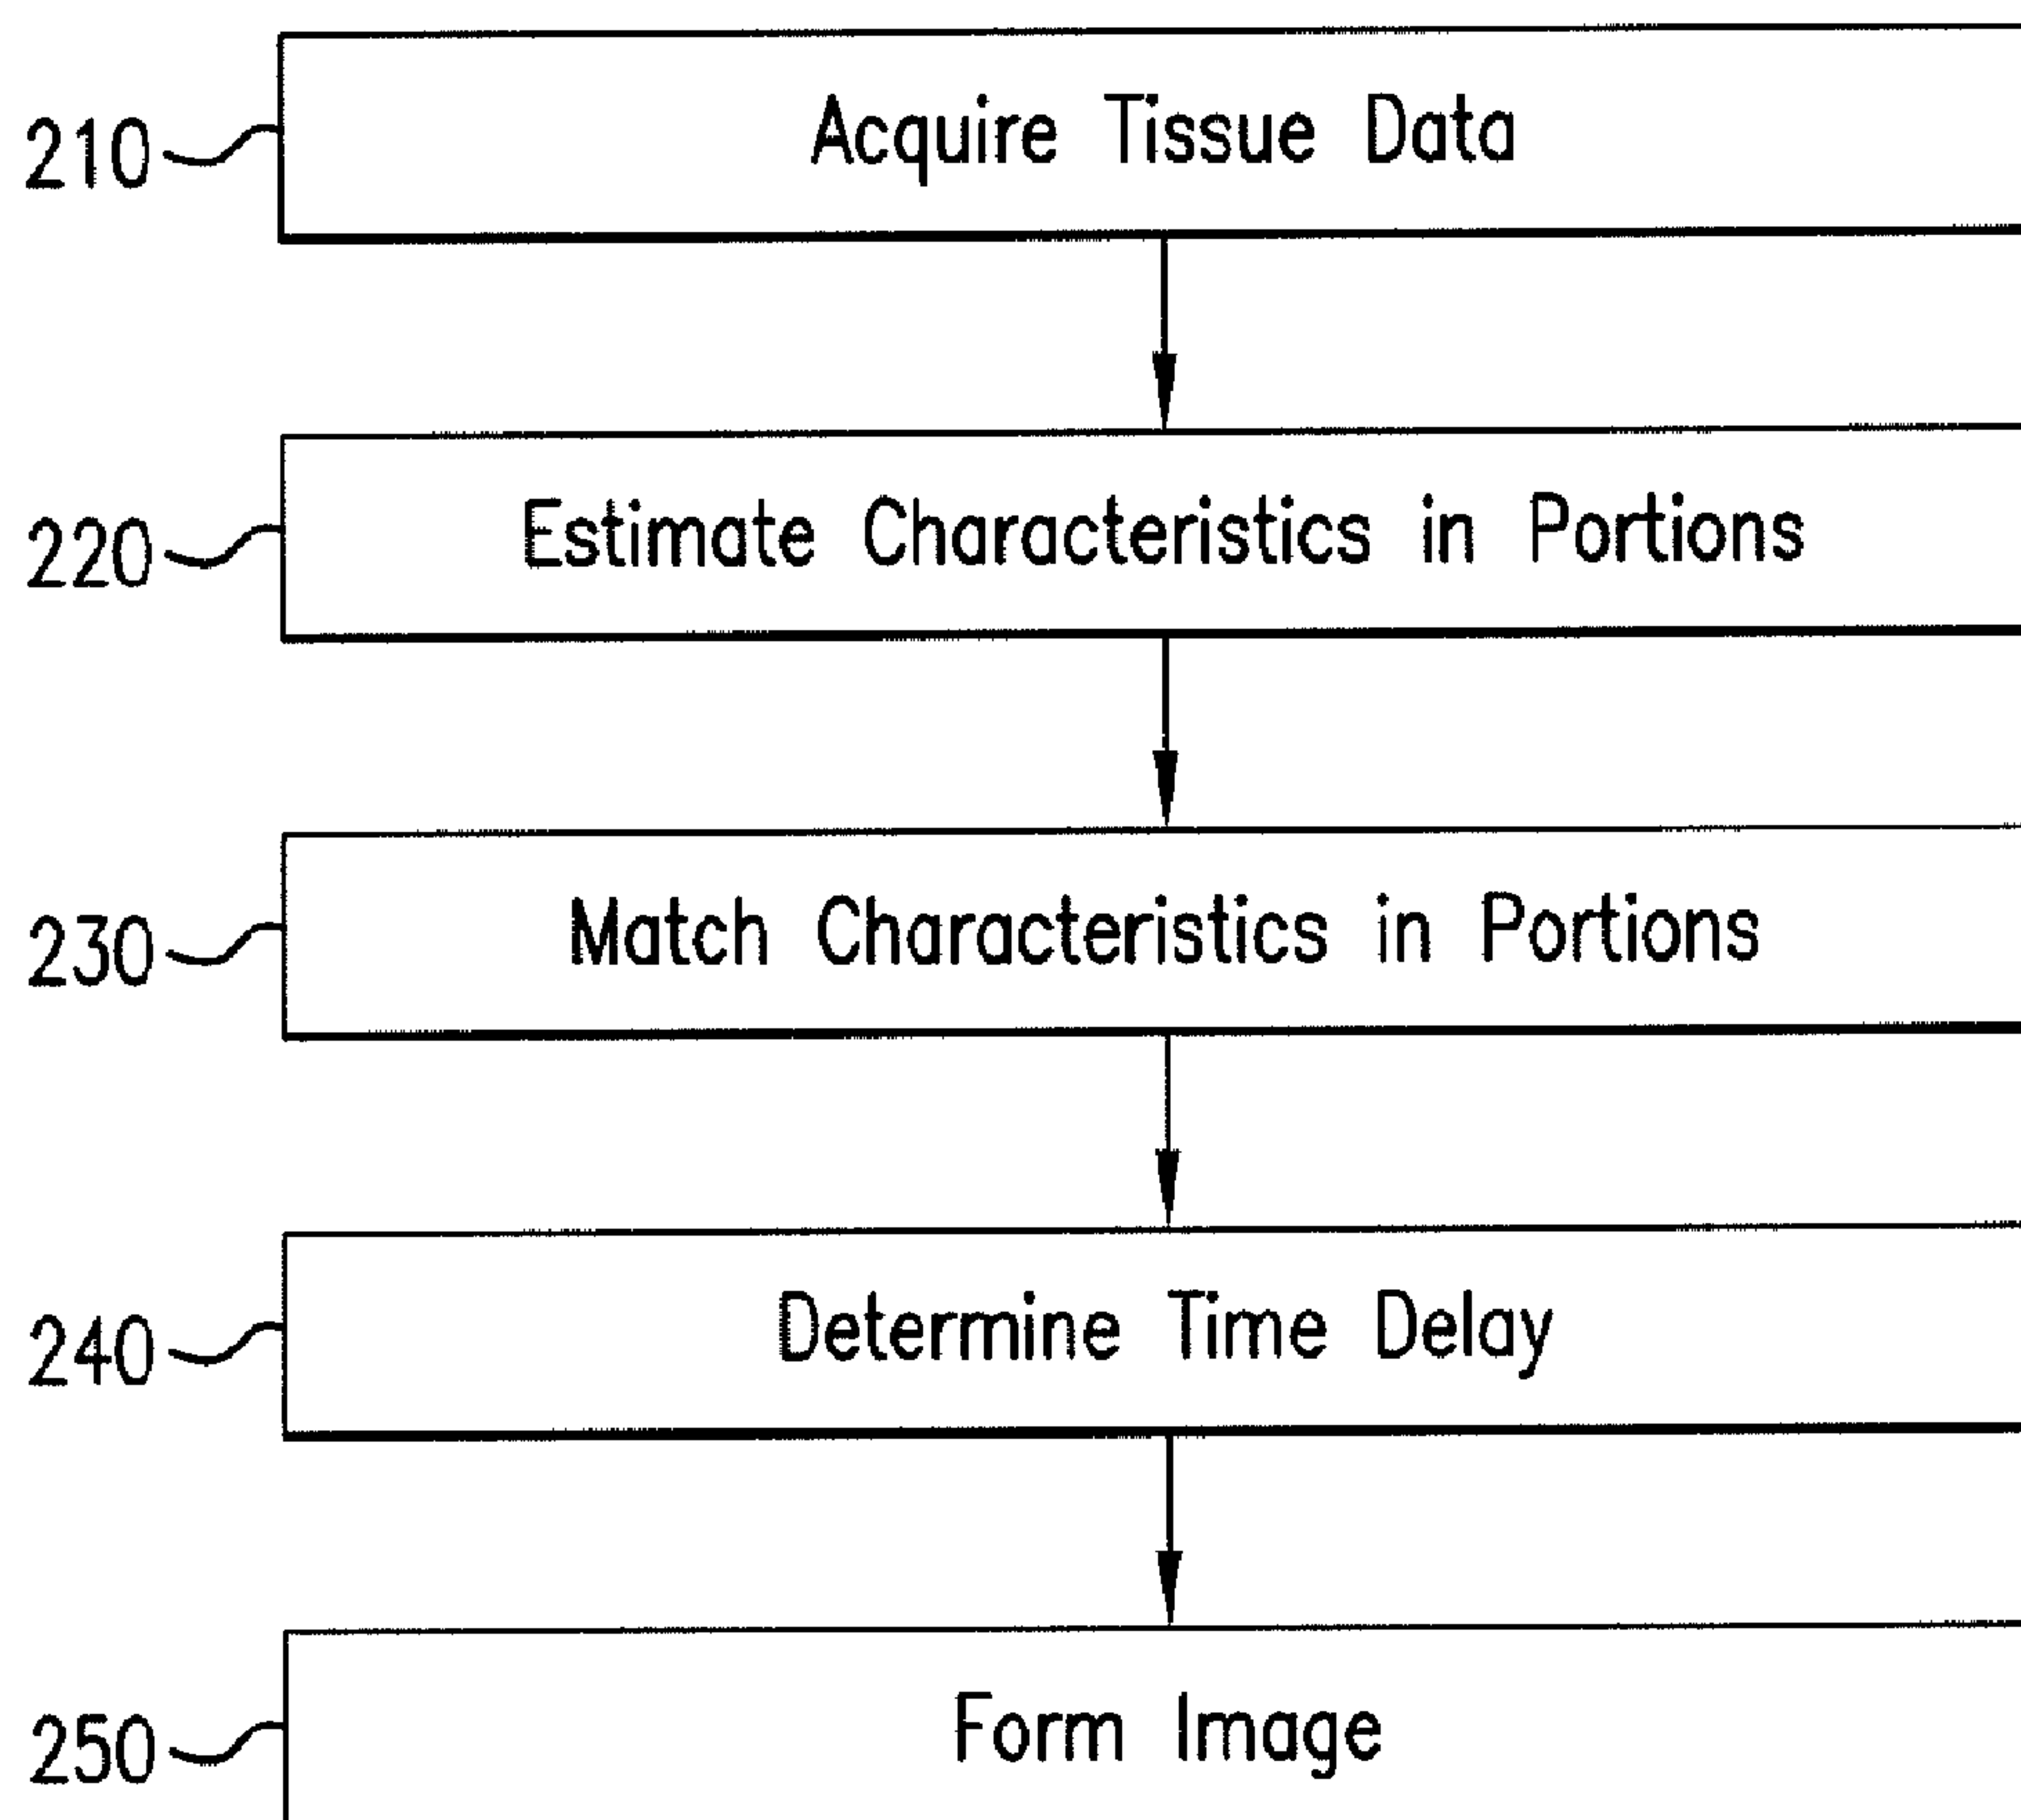 210 Acquire Tissue Data
220 Estimate Characteristics in Portions
230 Match Characteristics in Portions
240 Determine Time Delay
250 Form Image